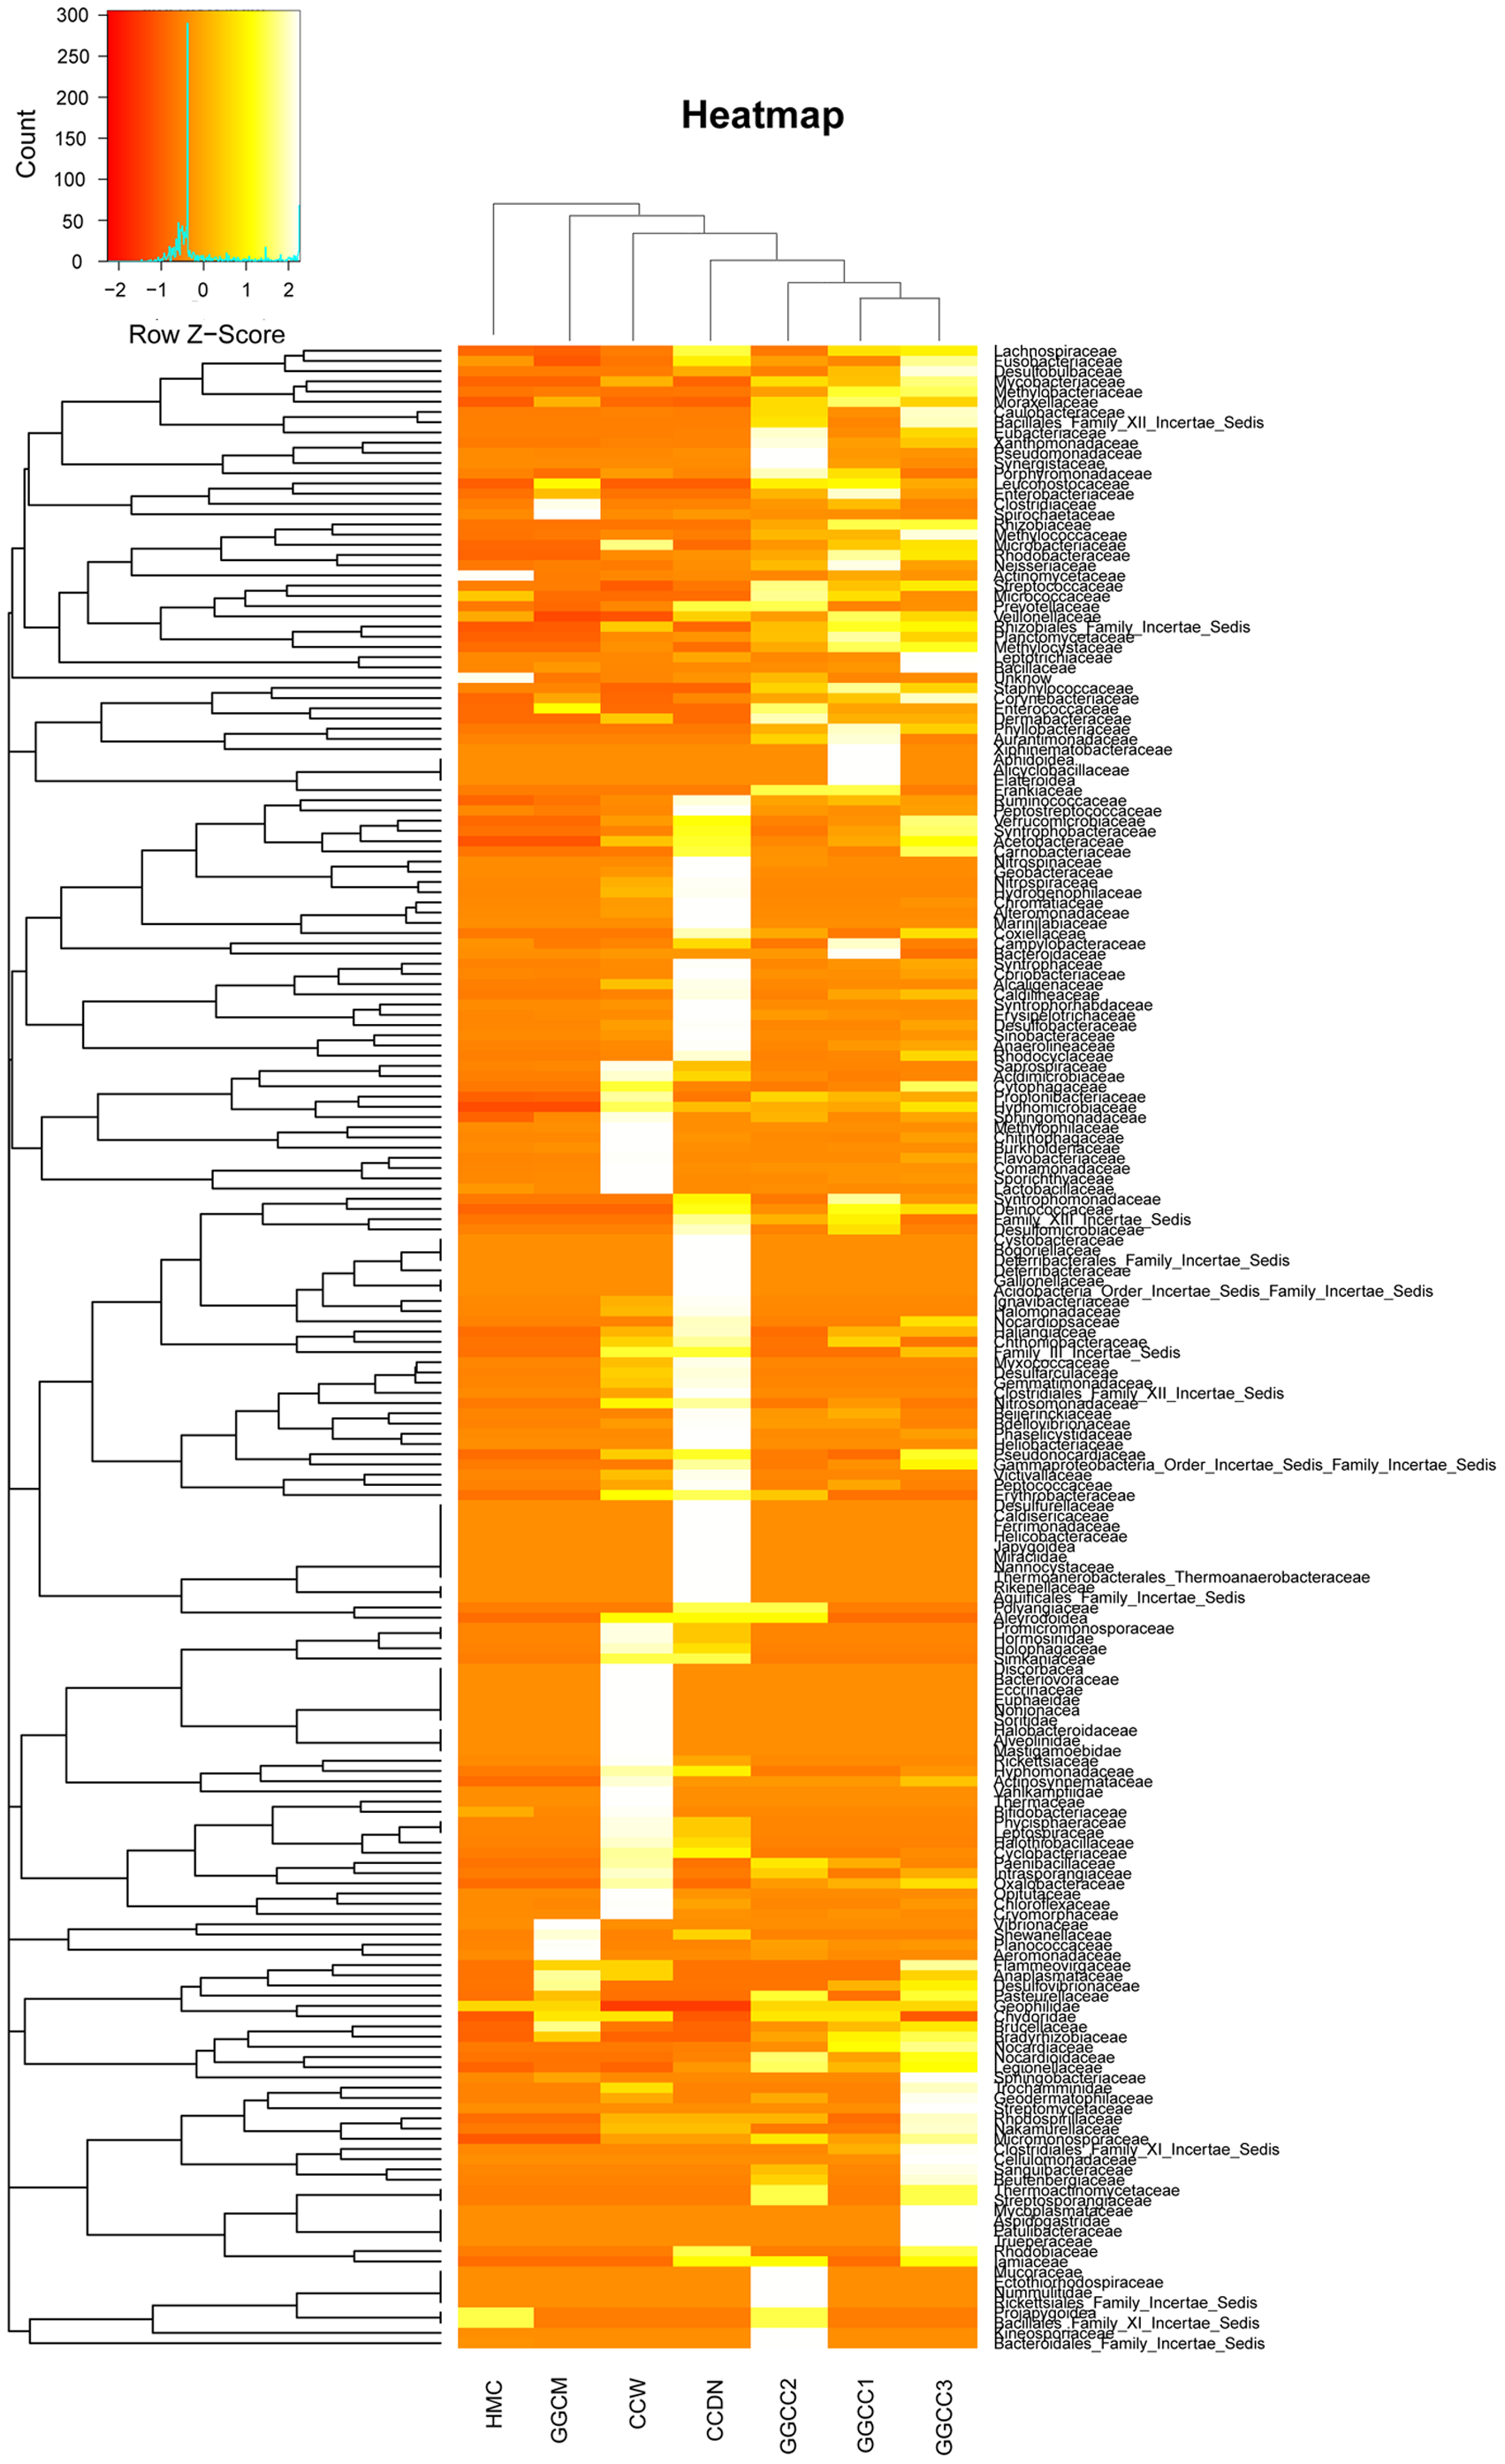 300
250
200
150
100
50
0
Count
−2 −1 0 1 2
Row Z−Score
Heatmap
Lachnospiraceae
Fusobacteriaceae
Desulfobulbaceae
Mycobacteriaceae
Methylobacteriaceae
Moraxellaceae
Caulobacteraceae
Bacillales_Family_XII_Incertae_Sedis
Eubacteriaceae
Xanthomonadaceae
Pseudomonadaceae
Synergistaceae
Porphyromonadaceae
Leuconostocaceae
Enterobacteriaceae
Clostridiaceae
Spirochaetaceae
Rhizobiaceae
Methylococcaceae
Microbacteriaceae
Rhodobacteraceae
Neisseriaceae
Actinomycetaceae
Streptococcaceae
Micrococcaceae
Prevotellaceae
Veillonellaceae
Rhizobiales_Family_Incertae_Sedis
Planctomycetaceae
Methylocystaceae
Leptotrichiaceae
Bacillaceae
Unknow
Staphylococcaceae
Corynebacteriaceae
Enterococcaceae
Dermabacteraceae
Phyllobacteriaceae
Aurantimonadaceae
Xiphinematobacteraceae
Aphidoidea
Alicyclobacillaceae
Elateroidea
Frankiaceae
Ruminococcaceae
Peptostreptococcaceae
Verrucomicrobiaceae
Syntrophobacteraceae
Acetobacteraceae
Carnobacteriaceae
Nitrospinaceae
Geobacteraceae
Nitrospiraceae
Hydrogenophilaceae
Chromatiaceae
Alteromonadaceae
Marinilabiaceae
Coxiellaceae
Campylobacteraceae
Bacteroidaceae
Syntrophaceae
Coriobacteriaceae
Alcaligenaceae
Caldilineaceae
Syntrophorhabdaceae
Erysipelotrichaceae
Desulfobacteraceae
Sinobacteraceae
Anaerolineaceae
Rhodocyclaceae
Saprospiraceae
Acidimicrobiaceae
Cytophagaceae
Propionibacteriaceae
Hyphomicrobiaceae
Sphingomonadaceae
Methylophilaceae
Chitinophagaceae
Burkholderiaceae
Flavobacteriaceae
Comamonadaceae
Sporichthyaceae
Lactobacillaceae
Syntrophomonadaceae
Deinococcaceae
Family_XIII_Incertae_Sedis
Desulfomicrobiaceae
Cystobacteraceae
Bogoriellaceae
Deferribacterales_Family_Incertae_Sedis
Deferribacteraceae
Gallionellaceae
Acidobacteria_Order_Incertae_Sedis_Family_Incertae_Sedis
Ignavibacteriaceae
Halomonadaceae
Nocardiopsaceae
Haliangiaceae
Chthoniobacteraceae
Family_III_Incertae_Sedis
Myxococcaceae
Desulfarculaceae
Gemmatimonadaceae
Clostridiales_Family_XII_Incertae_Sedis
Nitrosomonadaceae
Beijerinckiaceae
Bdellovibrionaceae
Phaselicystidaceae
Heliobacteriaceae
Pseudonocardiaceae
Gammaproteobacteria_Order_Incertae_Sedis_Family_Incertae_Sedis
Victivallaceae
Peptococcaceae
Erythrobacteraceae
Desulfurellaceae
Caldisericaceae
Ferrimonadaceae
Helicobacteraceae
Japygoidea
Miraciidae
Nannocystaceae
Thermoanerobacterales_Thermoanaerobacteraceae
Rikenellaceae
Aquificales_Family_Incertae_Sedis
Polyangiaceae
Aleyrodoidea
Promicromonosporaceae
Hormosinidae
Holophagaceae
Simkaniaceae
Discorbacea
Bacteriovoraceae
Eccrinaceae
Euphaeidae
Nonionacea
Soritidae
Halobacteroidaceae
Alveolinidae
Mastigamoebidae
Rickettsiaceae
Hyphomonadaceae
Actinosynnemataceae
Vahlkampfiidae
Thermaceae
Bifidobacteriaceae
Phycisphaeraceae
Leptospiraceae
Halothiobacillaceae
Cyclobacteriaceae
Paenibacillaceae
Intrasporangiaceae
Oxalobacteraceae
Opitutaceae
Chloroflexaceae
Cryomorphaceae
Vibrionaceae
Shewanellaceae
Planococcaceae
Aeromonadaceae
Flammeovirgaceae
Anaplasmataceae
Desulfovibrionaceae
Pasteurellaceae
Geophilidae
Chydoridae
Brucellaceae
Bradyrhizobiaceae
Nocardiaceae
Nocardioidaceae
Legionellaceae
Sphingobacteriaceae
Trochamminidae
Geodermatophilaceae
Streptomycetaceae
Rhodospirillaceae
Nakamurellaceae
Micromonosporaceae
Clostridiales_Family_XI_Incertae_Sedis
Cellulomonadaceae
Sanguibacteraceae
Beutenbergiaceae
Thermoactinomycetaceae
Streptosporangiaceae
Mycoplasmataceae
Aspidogastridae
Patulibacteraceae
Trueperaceae
Rhodobiaceae
Iamiaceae
Mucoraceae
Ectothiorhodospiraceae
Nummulitidae
Rickettsiales_Family_Incertae_Sedis
Projapygoidea
Bacillales_Family_XI_Incertae_Sedis
Kineosporiaceae
Bacteroidales_Family_Incertae_Sedis
HMC GGCM CCW CCDN GGCC2 GGCC1 GGCC3